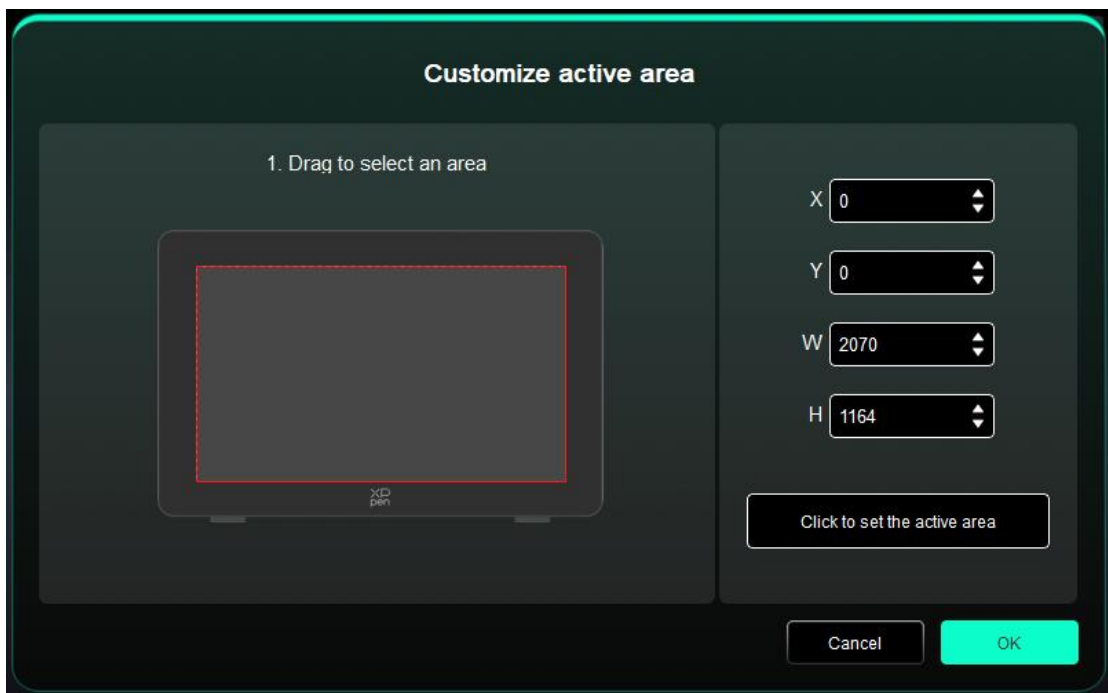 Customize active area
1. Drag to select an area
XP
pen
X 0
Y 0
W 2070
H 1164
Click to set the active area
Cancel
OK